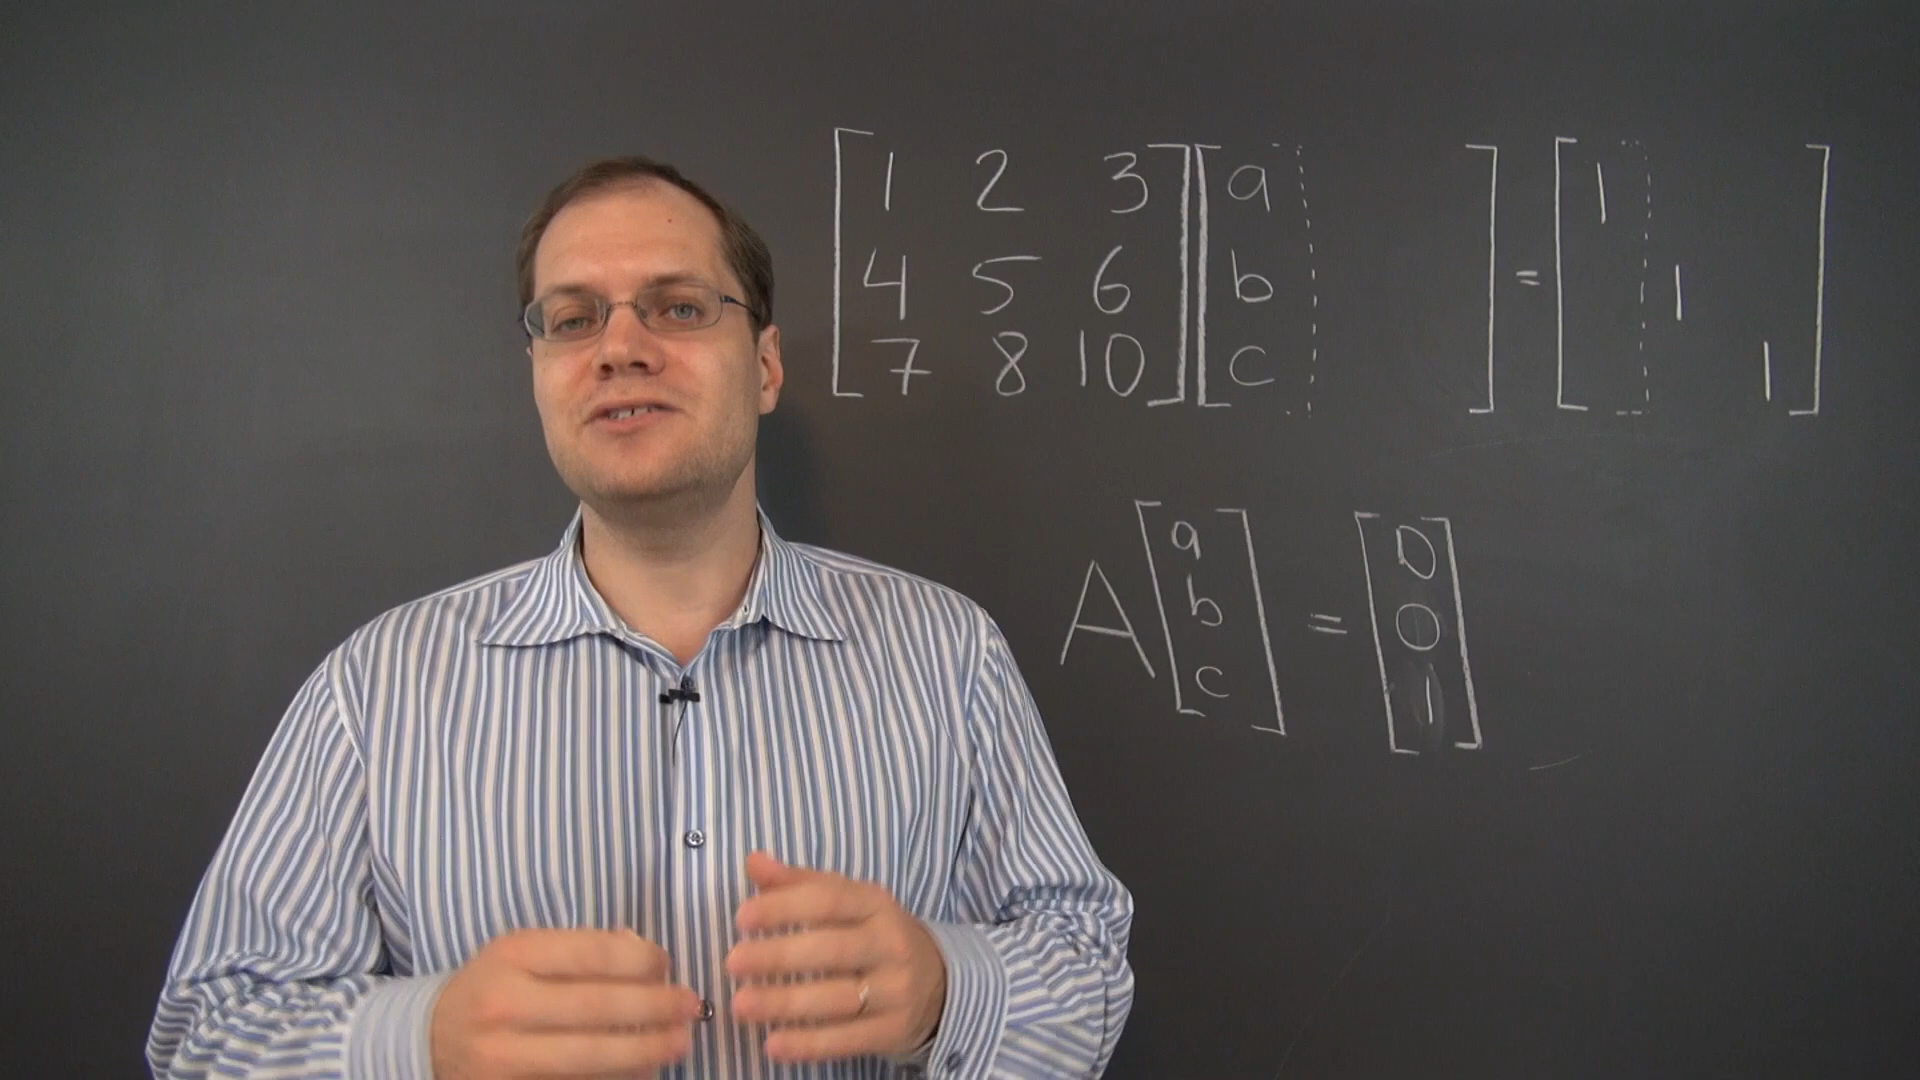 [1 2 3] [a ] = [1 ]
[4 5 6] [b ] = [ 1 ]
[7 8 10] [c ] = [ 1]
A [a] = [0]
[b] [0]
[c] [1]